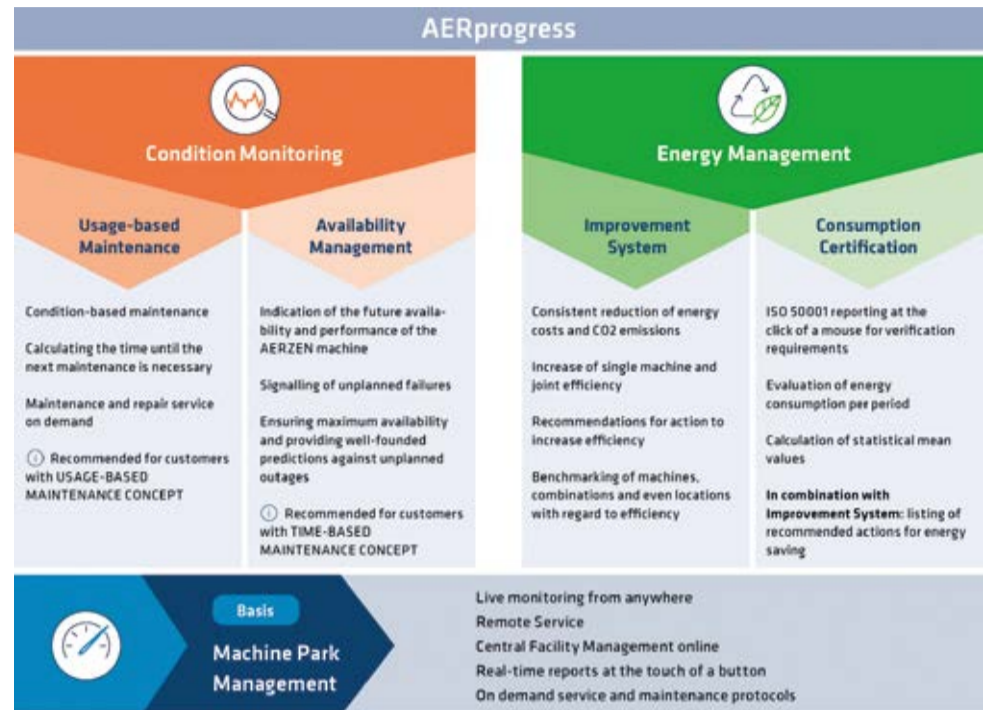 AERprogress
Condition Monitoring
Usage-based
Maintenance
Condition-based maintenance
Calculating the time until the
next maintenance is necessary
Maintenance and repair service
on demand
Recommended for customers
with USAGE-BASED
MAINTENANCE CONCEPT
Availability
Management
Indication of the future availa-
bility and performance of the
AERZEN machine
Signalling of unplanned failures
Ensuring maximum availability
and providing well-founded
predictions against unplanned
outages
Recommended for customers
with TIME-BASED
MAINTENANCE CONCEPT
Energy Management
Improvement
System
Consistent reduction of energy
costs and CO2 emissions
Increase of single machine and
joint efficiency
Recommendations for action to
increase efficiency
Benchmarking of machines,
combinations and even locations
with regard to efficiency
Consumption
Certification
ISO 50001 reporting at the
click of a mouse for verification
requirements
Evaluation of energy
consumption per period
Calculation of statistical mean
values
In combination with
Improvement System: listing of
recommended actions for energy
saving
Basis
Machine Park
Management
Live monitoring from anywhere
Remote Service
Central Facility Management online
Real-time reports at the touch of a button
On demand service and maintenance protocols